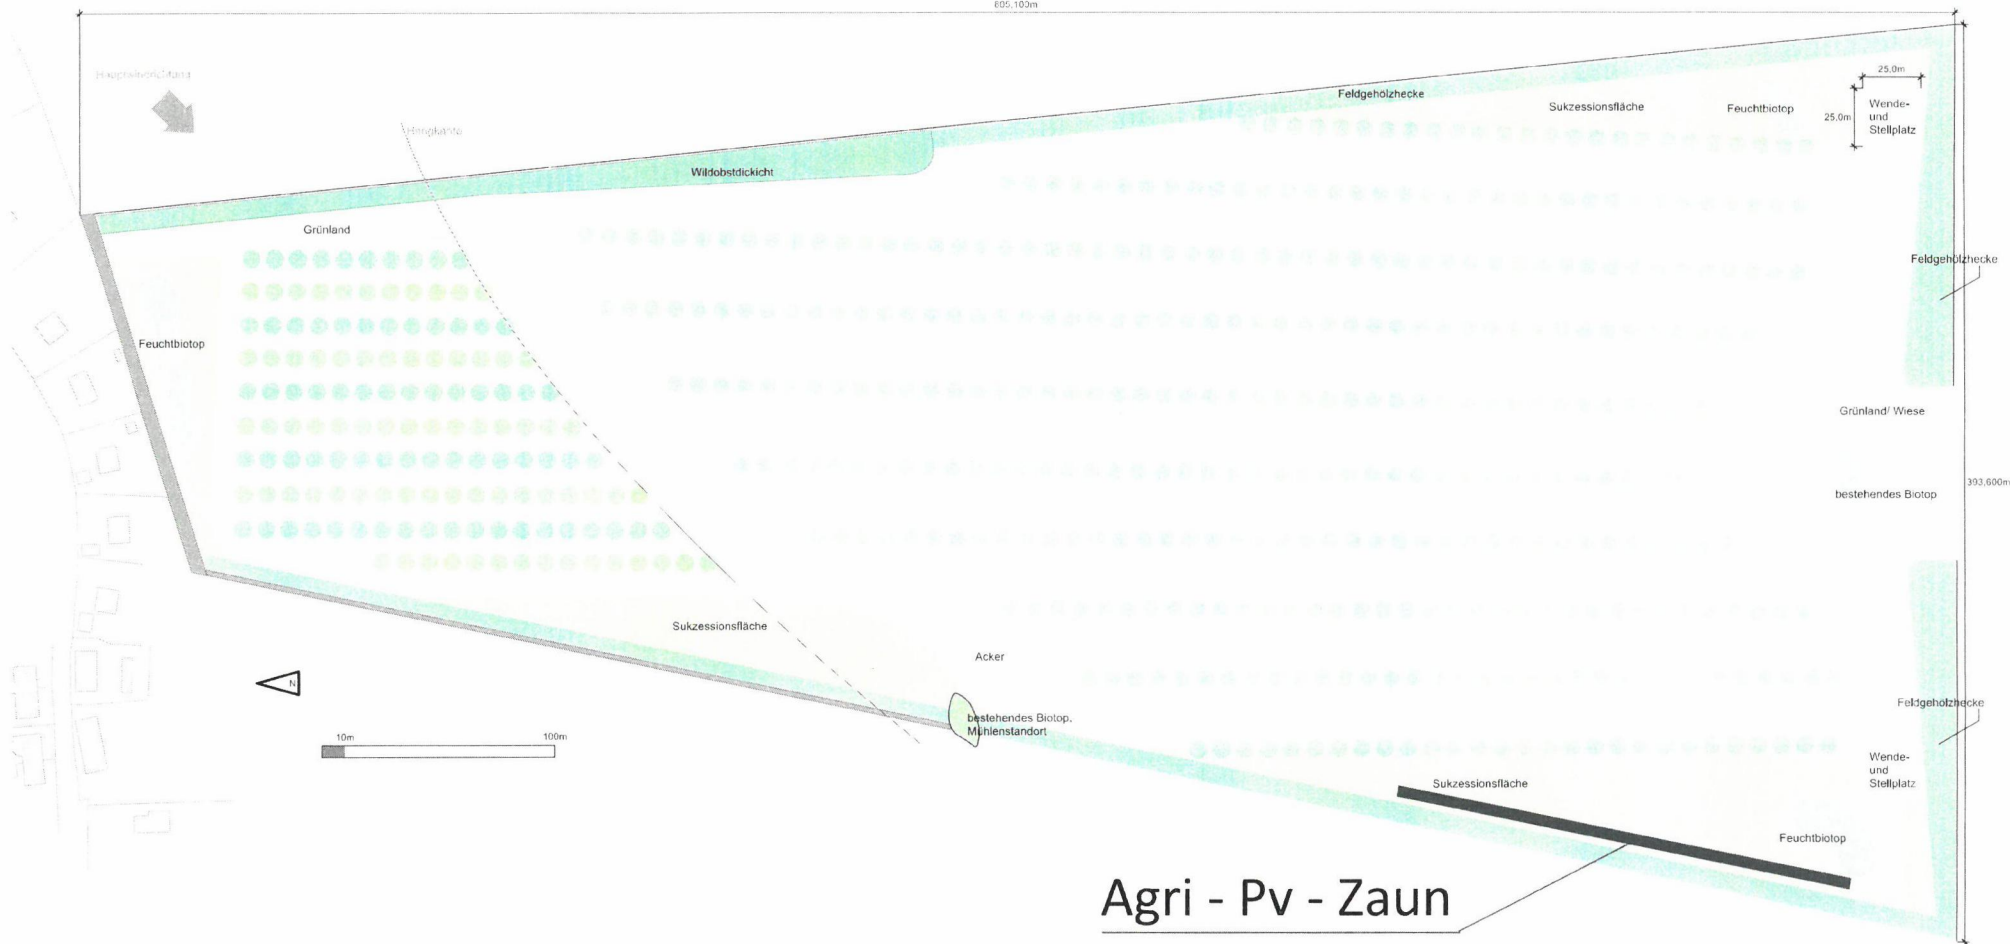 805,100m
Hauptwindrichtung
25,0m
Feldgehölzhecke
Sukzessionsfläche
Feuchtbiotop
25,0m
Wende-
und
Stellplatz
Hangkante
Wildobstdickicht
Grünland
Feldgehölzhecke
Feuchtbiotop
Grünland/ Wiese
393,600m
bestehendes Biotop
Sukzessionsfläche
Acker
N
bestehendes Biotop,
Mühlenstandort
Feldgehölzhecke
10m
100m
Wende-
und
Stellplatz
Sukzessionsfläche
Feuchtbiotop
Agri - Pv - Zaun